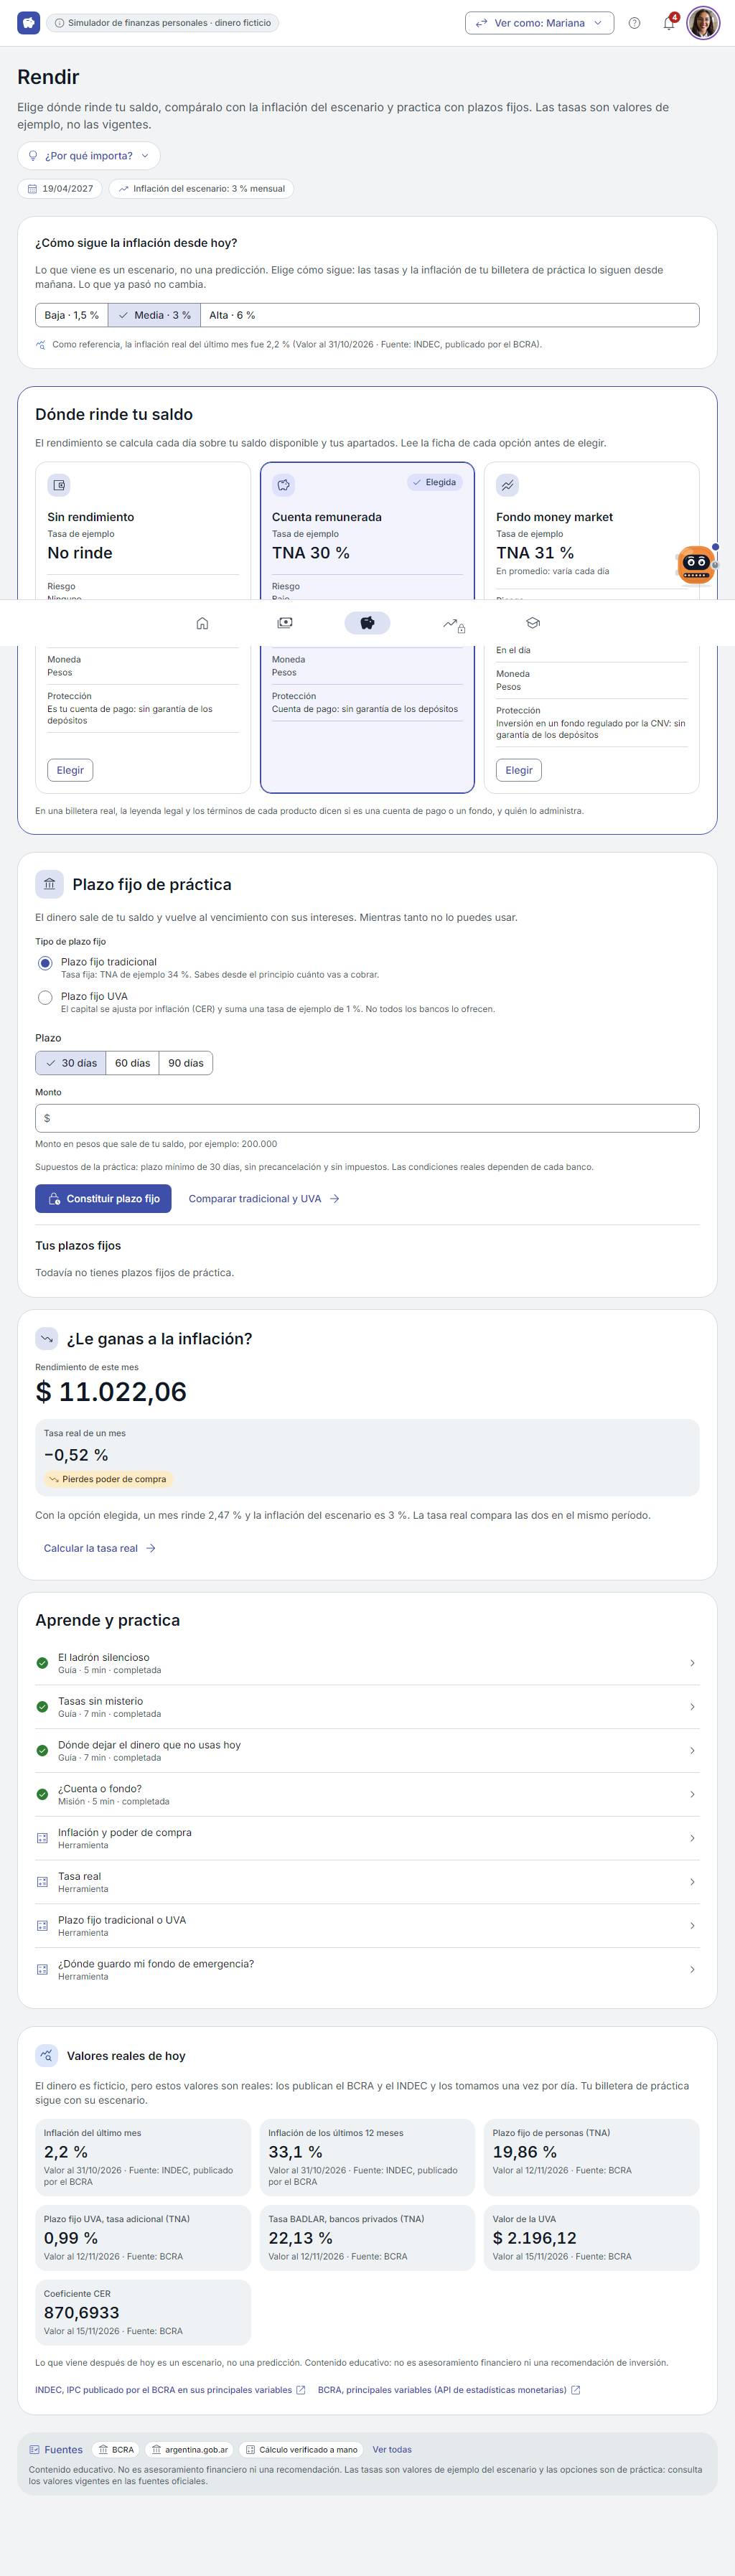 Simulador de finanzas personales · dinero ficticio
Ver como: Mariana
4
Rendir
Elige dónde rinde tu saldo, compáralo con la inflación del escenario y practica con plazos fijos. Las tasas son valores de
ejemplo, no las vigentes.
¿Por qué importa?
19/04/2027
Inflación del escenario: 3 % mensual
¿Cómo sigue la inflación desde hoy?
Lo que viene es un escenario, no una predicción. Elige cómo sigue: las tasas y la inflación de tu billetera de práctica lo siguen desde
mañana. Lo que ya pasó no cambia.
Baja · 1,5 %
Media · 3 %
Alta · 6 %
Como referencia, la inflación real del último mes fue 2,2 % (Valor al 31/10/2026 · Fuente: INDEC, publicado por el BCRA).
Dónde rinde tu saldo
El rendimiento se calcula cada día sobre tu saldo disponible y tus apartados. Lee la ficha de cada opción antes de elegir.
Sin rendimiento
Tasa de ejemplo
No rinde
Riesgo
Moneda
Pesos
Protección
Es tu cuenta de pago: sin garantía de los
depósitos
Elegir
Elegida
Cuenta remunerada
Tasa de ejemplo
TNA 30 %
Riesgo
Moneda
Pesos
Protección
Cuenta de pago: sin garantía de los depósitos
Fondo money market
Tasa de ejemplo
TNA 31 %
En promedio: varía cada día
En el día
Moneda
Pesos
Protección
Inversión en un fondo regulado por la CNV: sin
garantía de los depósitos
Elegir
En una billetera real, la leyenda legal y los términos de cada producto dicen si es una cuenta de pago o un fondo, y quién lo administra.
Plazo fijo de práctica
El dinero sale de tu saldo y vuelve al vencimiento con sus intereses. Mientras tanto no lo puedes usar.
Tipo de plazo fijo
Plazo fijo tradicional
Tasa fija: TNA de ejemplo 34 %. Sabes desde el principio cuánto vas a cobrar.
Plazo fijo UVA
El capital se ajusta por inflación (CER) y suma una tasa de ejemplo de 1 %. No todos los bancos lo ofrecen.
Plazo
30 días
60 días
90 días
Monto
$
Monto en pesos que sale de tu saldo, por ejemplo: 200.000
Supuestos de la práctica: plazo mínimo de 30 días, sin precancelación y sin impuestos. Las condiciones reales dependen de cada banco.
Constituir plazo fijo
Comparar tradicional y UVA
Tus plazos fijos
Todavía no tienes plazos fijos de práctica.
¿Le ganas a la inflación?
Rendimiento de este mes
$ 11.022,06
Tasa real de un mes
−0,52 %
Pierdes poder de compra
Con la opción elegida, un mes rinde 2,47 % y la inflación del escenario es 3 %. La tasa real compara las dos en el mismo período.
Calcular la tasa real
Aprende y practica
El ladrón silencioso
Guía · 5 min · completada
Tasas sin misterio
Guía · 7 min · completada
Dónde dejar el dinero que no usas hoy
Guía · 7 min · completada
¿Cuenta o fondo?
Misión · 5 min · completada
Inflación y poder de compra
Herramienta
Tasa real
Herramienta
Plazo fijo tradicional o UVA
Herramienta
¿Dónde guardo mi fondo de emergencia?
Herramienta
Valores reales de hoy
El dinero es ficticio, pero estos valores son reales: los publican el BCRA y el INDEC y los tomamos una vez por día. Tu billetera de práctica
sigue con su escenario.
Inflación del último mes
2,2 %
Valor al 31/10/2026 · Fuente: INDEC, publicado
por el BCRA
Inflación de los últimos 12 meses
33,1 %
Valor al 31/10/2026 · Fuente: INDEC, publicado
por el BCRA
Plazo fijo de personas (TNA)
19,86 %
Valor al 12/11/2026 · Fuente: BCRA
Plazo fijo UVA, tasa adicional (TNA)
0,99 %
Valor al 12/11/2026 · Fuente: BCRA
Tasa BADLAR, bancos privados (TNA)
22,13 %
Valor al 12/11/2026 · Fuente: BCRA
Valor de la UVA
$ 2.196,12
Valor al 15/11/2026 · Fuente: BCRA
Coeficiente CER
870,6933
Valor al 15/11/2026 · Fuente: BCRA
Lo que viene después de hoy es un escenario, no una predicción. Contenido educativo: no es asesoramiento financiero ni una recomendación de inversión.
INDEC, IPC publicado por el BCRA en sus principales variables
BCRA, principales variables (API de estadísticas monetarias)
Fuentes
BCRA
argentina.gob.ar
Cálculo verificado a mano
Ver todas
Contenido educativo. No es asesoramiento financiero ni una recomendación. Las tasas son valores de ejemplo del escenario y las opciones son de práctica: consulta
los valores vigentes en las fuentes oficiales.